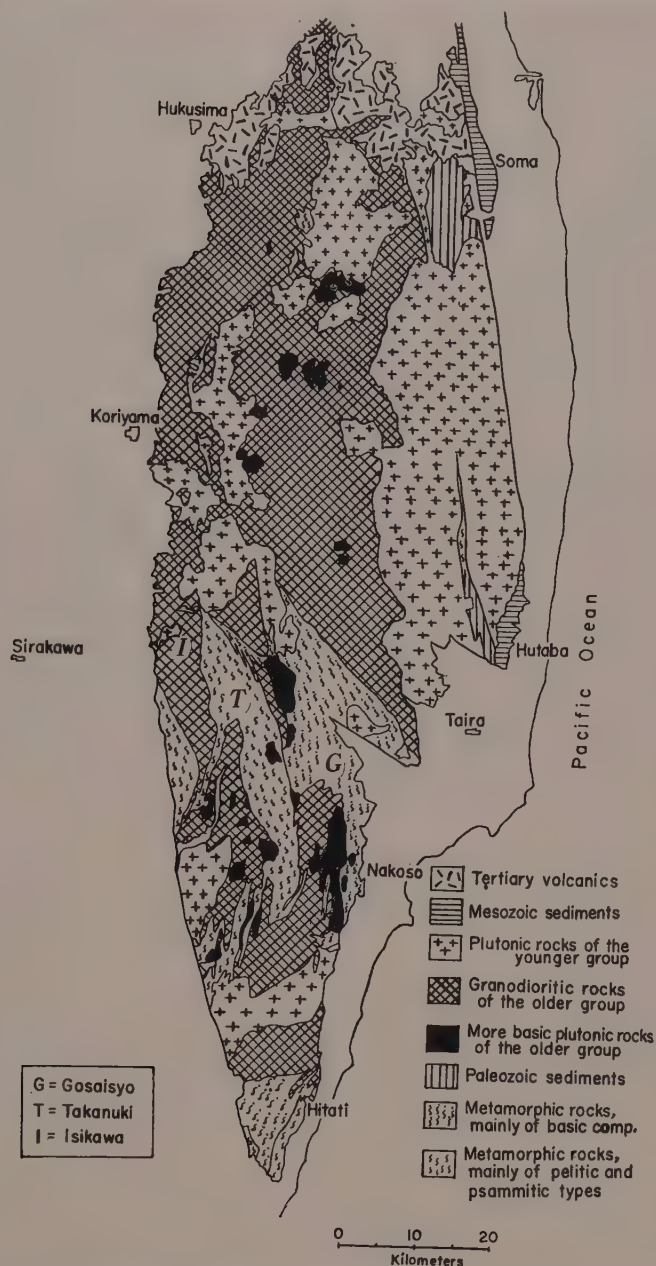 Hukusima
Soma
Koriyama
Sirakawa
I
T
G
Hutaba
Taira
Pacific Ocean
Nakoso
Hitati
Tertiary volcanics
Mesozoic sediments
Plutonic rocks of the
younger group
Granodioritic rocks
of the older group
More basic plutonic rocks
of the older group
Paleozoic sediments
Metamorphic rocks,
mainly of basic comp.
Metamorphic rocks,
mainly of pelitic and
psammitic types
G = Gosaisyo
T = Takanuki
I = Isikawa
0 20
Kilometers